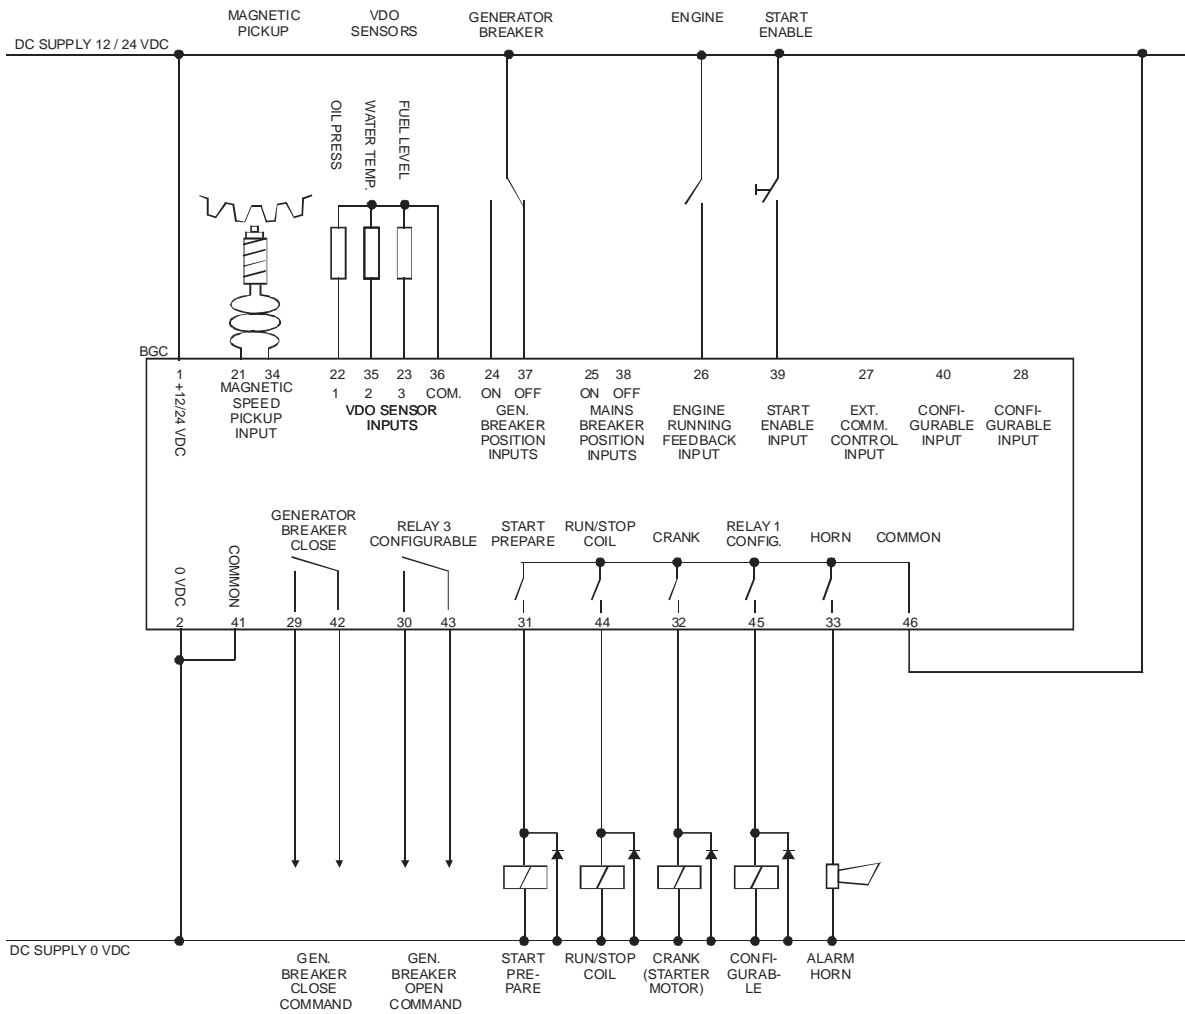 MAGNETIC
PICKUP
VDO
SENSORS
GENERATOR
BREAKER
ENGINE
START
ENABLE
DC SUPPLY 12 / 24 VDC
OIL PRESS
WATER TEMP.
FUEL LEVEL
BGC
1
+12/24 VDC
21 34
MAGNETIC
SPEED
PICKUP
INPUT
22 35 23 36
1 2 3 COM.
VDO SENSOR
INPUTS
24 37
ON OFF
GEN.
BREAKER
POSITION
INPUTS
25 38
ON OFF
MAINS
BREAKER
POSITION
INPUTS
26
ENGINE
RUNNING
FEEDBACK
INPUT
39
START
ENABLE
INPUT
27
EXT.
COMM.
CONTROL
INPUT
40
CONFI-
GURABLE
INPUT
28
CONFI-
GURABLE
INPUT
0 VDC
COMMON
GENERATOR
BREAKER
CLOSE
RELAY 3
CONFIGURABLE
START
PREPARE
RUN/STOP
COIL
CRANK
RELAY 1
CONFIG.
HORN
COMMON
2 41 29 42 30 43 31 44 32 45 33 46
DC SUPPLY 0 VDC
GEN.
BREAKER
CLOSE
COMMAND
GEN.
BREAKER
OPEN
COMMAND
START
PRE-
PARE
RUN/STOP
COIL
CRANK
(STARTER
MOTOR)
CONFI-
GURAB-
LE
ALARM
HORN